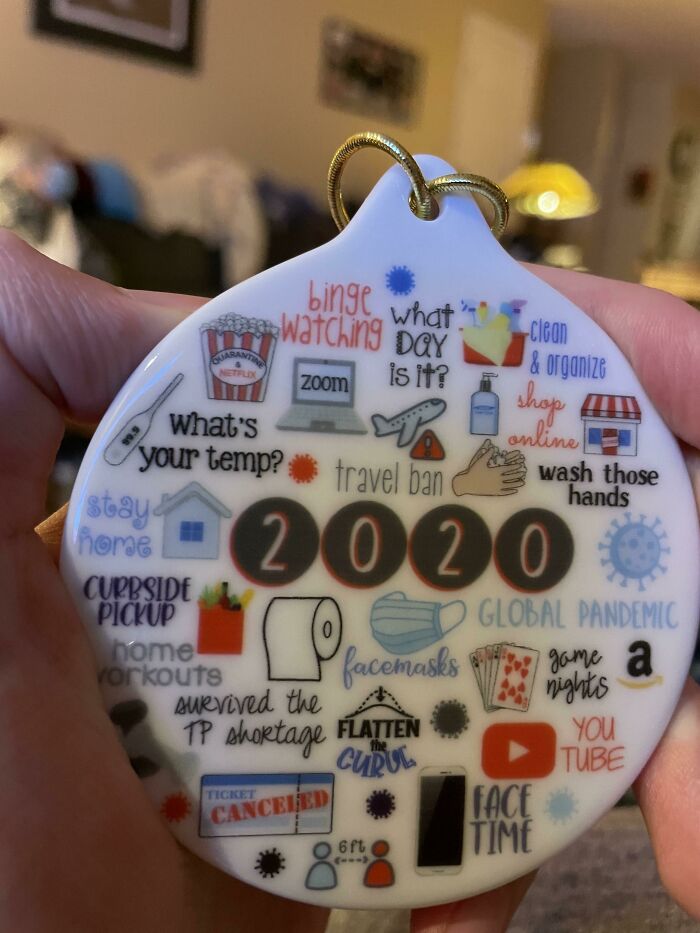 binge
watching
what
DAY
is it?
clean
& organize
QUARANTINE
&
NETFLIX
zoom
shop
online
99.9
What's
your temp?
travel ban
wash those
hands
stay
home
2020
CURBSIDE
PICKUP
GLOBAL PANDEMIC
facemasks
home
workouts
game
nights
a
survived the
TP shortage
FLATTEN
the
CURVE
YOU
TUBE
TICKET
CANCELED
FACE
TIME
6ft